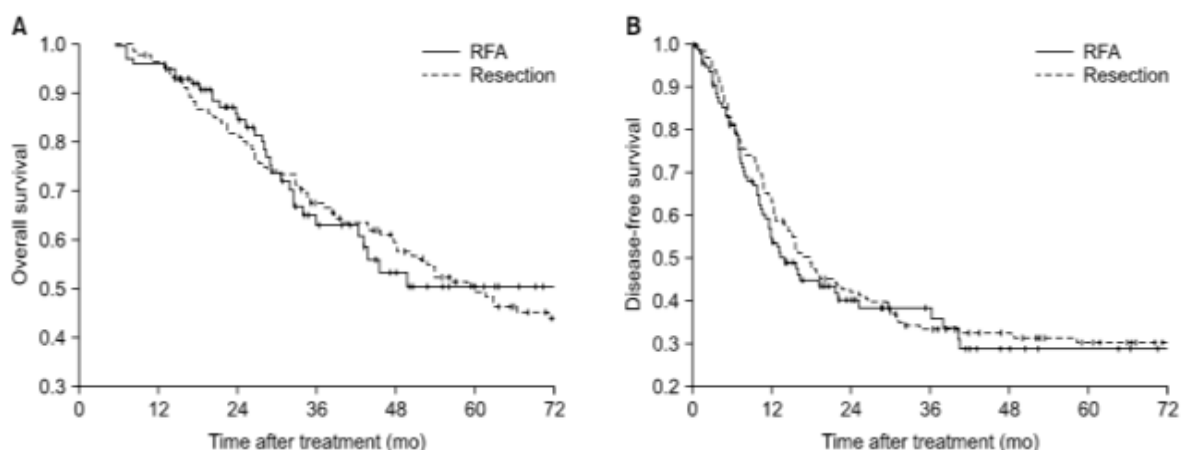 A
1.0
0.9
0.8
0.7
0.6
0.5
0.4
0.3
Overall survival
RFA
Resection
0 12 24 36 48 60 72
Time after treatment (mo)
B
1.0
0.9
0.8
0.7
0.6
0.5
0.4
0.3
0.2
Disease-free survival
RFA
Resection
0 12 24 36 48 60 72
Time after treatment (mo)